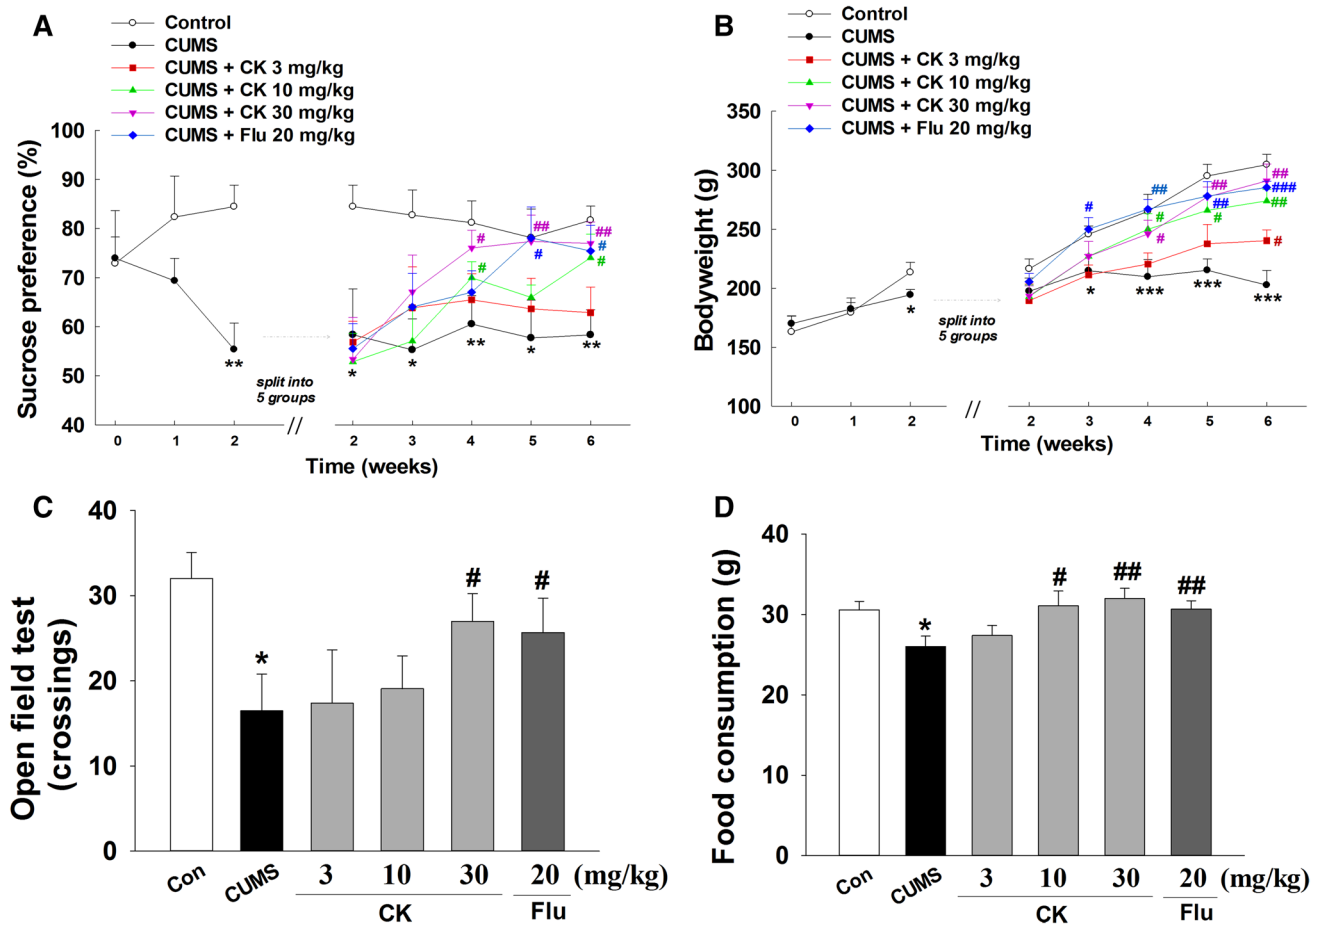 A
Control
CUMS
CUMS + CK 3 mg/kg
CUMS + CK 10 mg/kg
CUMS + CK 30 mg/kg
CUMS + Flu 20 mg/kg
Sucrose preference (%)
100
90
80
70
60
50
40
**
*
*
**
*
**
#
#
##
#
##
#
#
split into
5 groups
//
0 1 2 2 3 4 5 6
Time (weeks)
B
Control
CUMS
CUMS + CK 3 mg/kg
CUMS + CK 10 mg/kg
CUMS + CK 30 mg/kg
CUMS + Flu 20 mg/kg
Bodyweight (g)
350
300
250
200
150
100
*
*
***
***
***
#
##
#
#
##
##
#
##
###
##
#
split into
5 groups
//
0 1 2 2 3 4 5 6
Time (weeks)
C
Open field test
(crossings)
40
30
20
10
0
*
#
#
Con CUMS 3 10 30 20 (mg/kg)
CK Flu
D
Food consumption (g)
40
30
20
10
0
*
#
##
##
Con CUMS 3 10 30 20 (mg/kg)
CK Flu